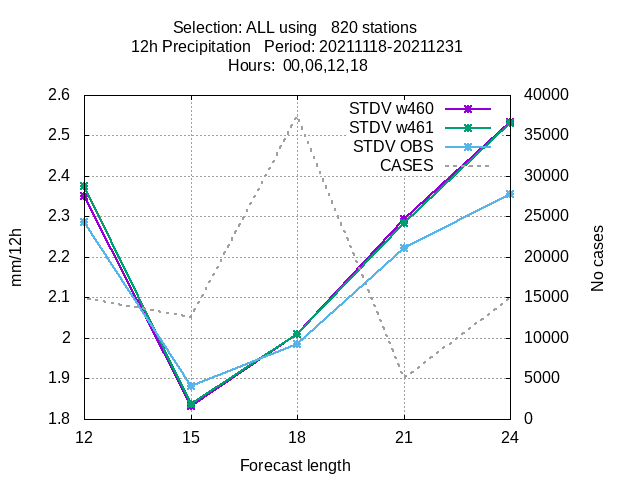 Selection: ALL using   820 stations
12h Precipitation   Period: 20211118-20211231
Hours:  00,06,12,18
2.6
2.5
2.4
2.3
2.2
2.1
2
1.9
1.8
40000
35000
30000
25000
20000
15000
10000
5000
0
STDV w460
STDV w461
STDV OBS
CASES
mm/12h
No cases
12 15 18 21 24
Forecast length